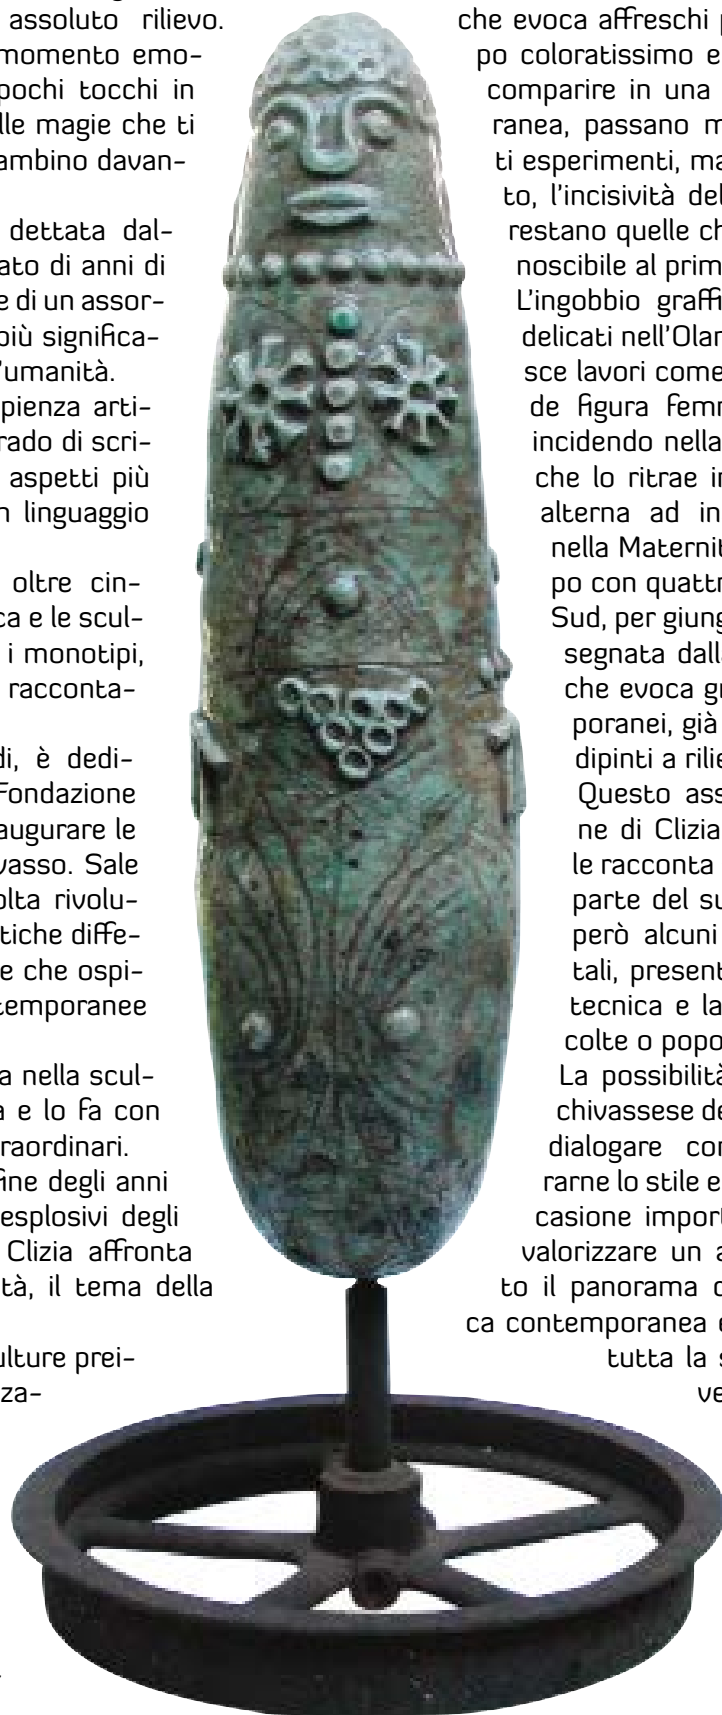 assoluto rilievo.
momento emo-
pochi tocchi in
lle magie che ti
ambino davan-
dettata dal-
ato di anni di
e di un assor-
più significa-
'umanità.
pienza arti-
rado di scri-
aspetti più
n linguaggio
oltre cin-
ca e le scul-
i monotipi,
racconta-
di, è dedi-
Fondazione
augurare le
vasso. Sale
olta rivolu-
tiche diffe-
e che ospi-
temporanee
a nella scul-
a e lo fa con
raordinari.
fine degli anni
esplosivi degli
Clizia affronta
tà, il tema della
ulture prei-
za-
che evoca affreschi p
po coloratissimo e
comparire in una
ranea, passano m
ti esperimenti, ma
to, l'incisività del
restano quelle ch
noscibile al prim
L'ingobbio graffi
delicati nell'Olan
sce lavori come
de figura femm
incidendo nella
che lo ritrae in
alterna ad in
nella Maternit
po con quattr
Sud, per giung
segnata dalla
che evoca gr
poranei, già
dipinti a rilie
Questo ass
ne di Clizia
le racconta
parte del su
però alcuni
tali, present
tecnica e la
colte o popo
La possibilità
chivassese de
dialogare con
rarne lo stile e
casione import
valorizzare un a
to il panorama c
ca contemporanea e
tutta la s
ve